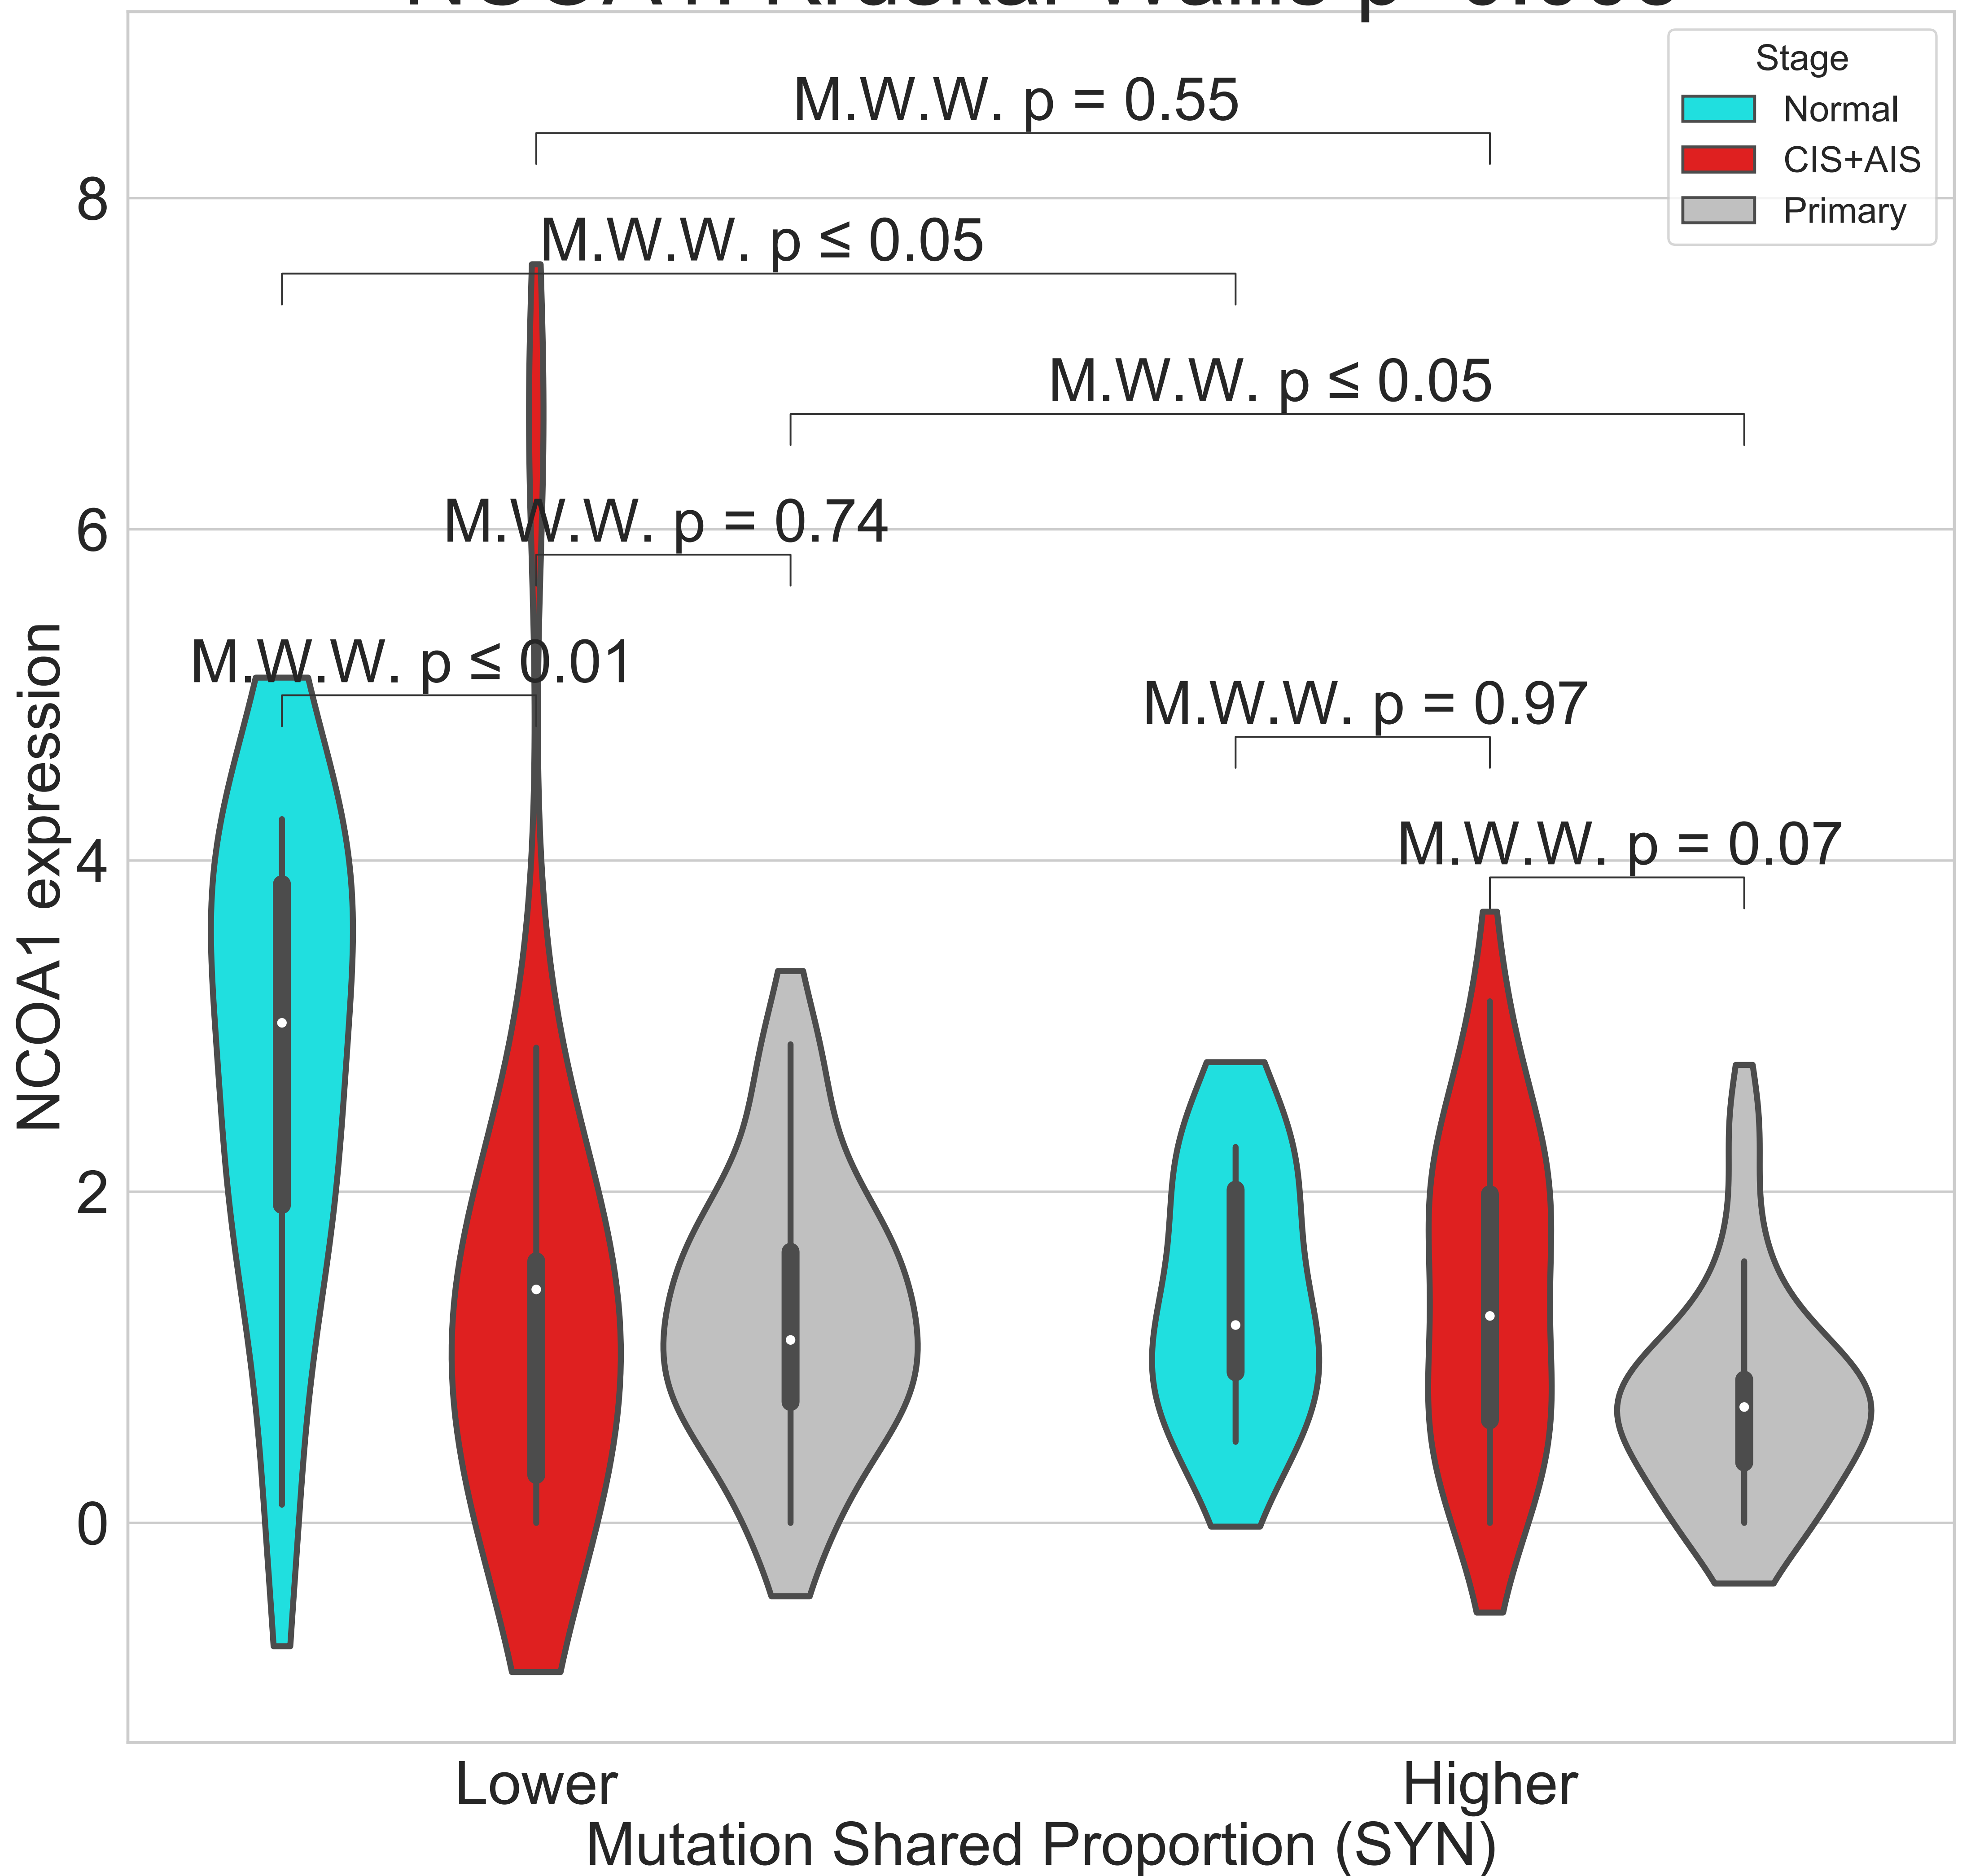 Stage
Normal
CIS+AIS
Primary
M.W.W. p = 0.55
M.W.W. p ≤ 0.05
M.W.W. p ≤ 0.05
M.W.W. p = 0.74
M.W.W. p ≤ 0.01
M.W.W. p = 0.97
M.W.W. p = 0.07
8
6
4
2
0
NCOA1 expression
Lower
Higher
Mutation Shared Proportion (SYN)